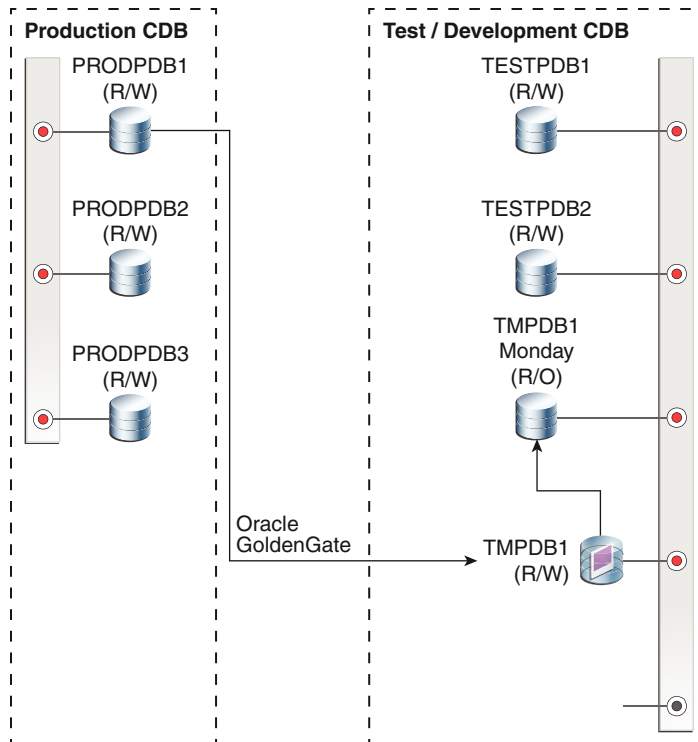 Production CDB
PRODPDB1
(R/W)
PRODPDB2
(R/W)
PRODPDB3
(R/W)
Oracle
GoldenGate
Test / Development CDB
TESTPDB1
(R/W)
TESTPDB2
(R/W)
TMPDB1
Monday
(R/O)
TMPDB1
(R/W)